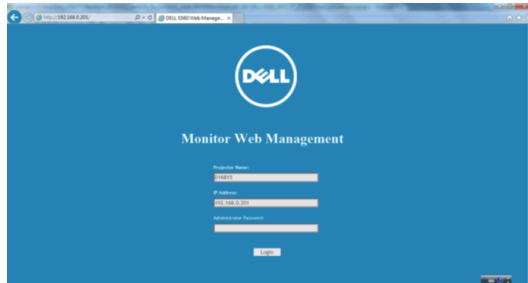 http://192.168.0.201/
DELL S560 Web Manage...
DELL
Monitor Web Management
Projector Name:
IP Address:
192.168.0.201
Administrator Password:
Login